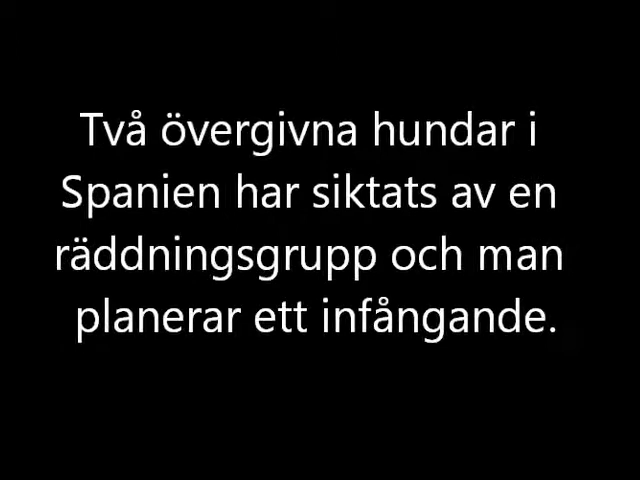 Två övergivna hundar i
Spanien har siktats av en
räddningsgrupp och man
planerar ett infångande.